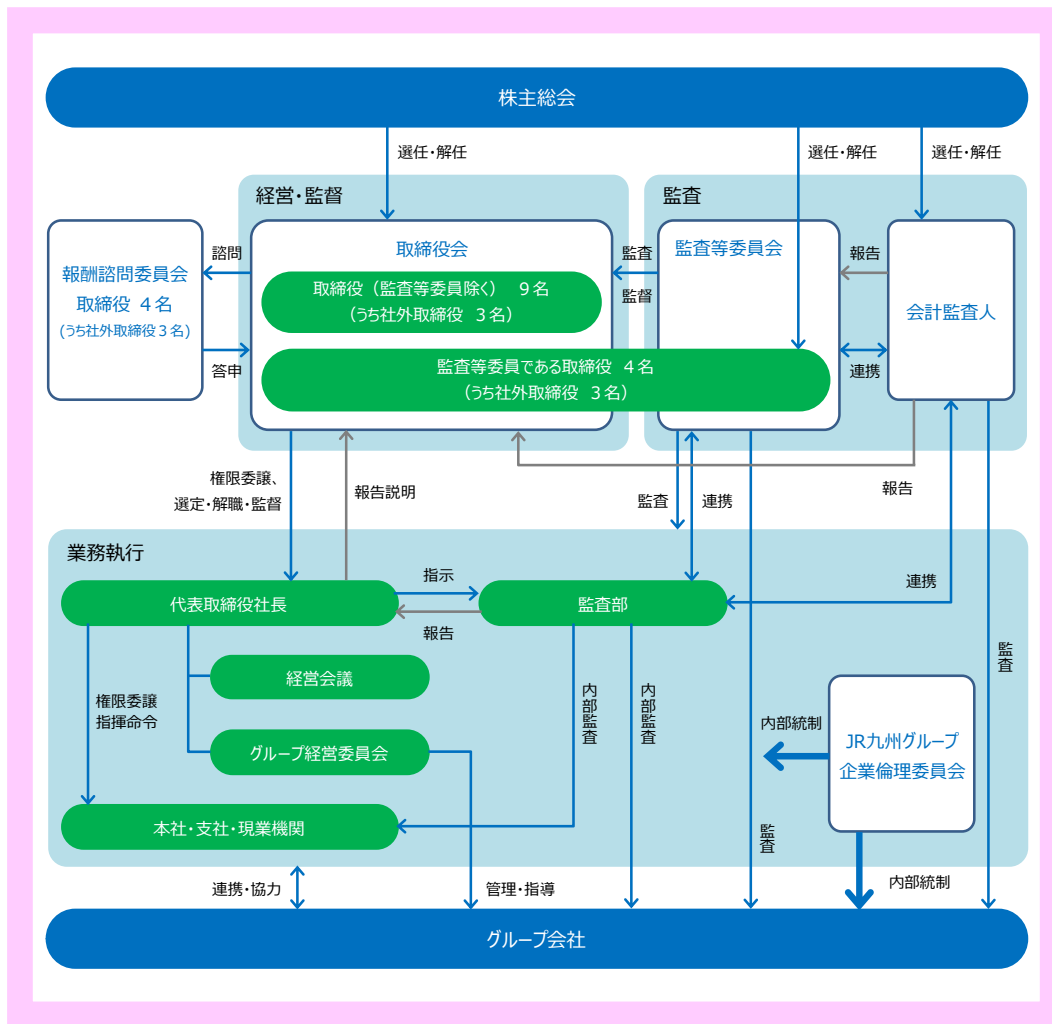 株主総会
選任・解任
選任・解任
選任・解任
経営・監督
監査
報酬諮問委員会
取締役 4名
(うち社外取締役3名)
諮問
答申
取締役会
取締役（監査等委員除く） 9名
（うち社外取締役 3名）
監査
監督
監査等委員会
監査等委員である取締役 4名
（うち社外取締役 3名）
報告
連携
会計監査人
権限委譲、
選定・解職・監督
報告説明
監査
連携
報告
業務執行
代表取締役社長
指示
報告
監査部
連携
監査
経営会議
権限委譲
指揮命令
内部監査
内部監査
グループ経営委員会
内部統制
JR九州グループ
企業倫理委員会
本社・支社・現業機関
監査
連携・協力
管理・指導
内部統制
グループ会社